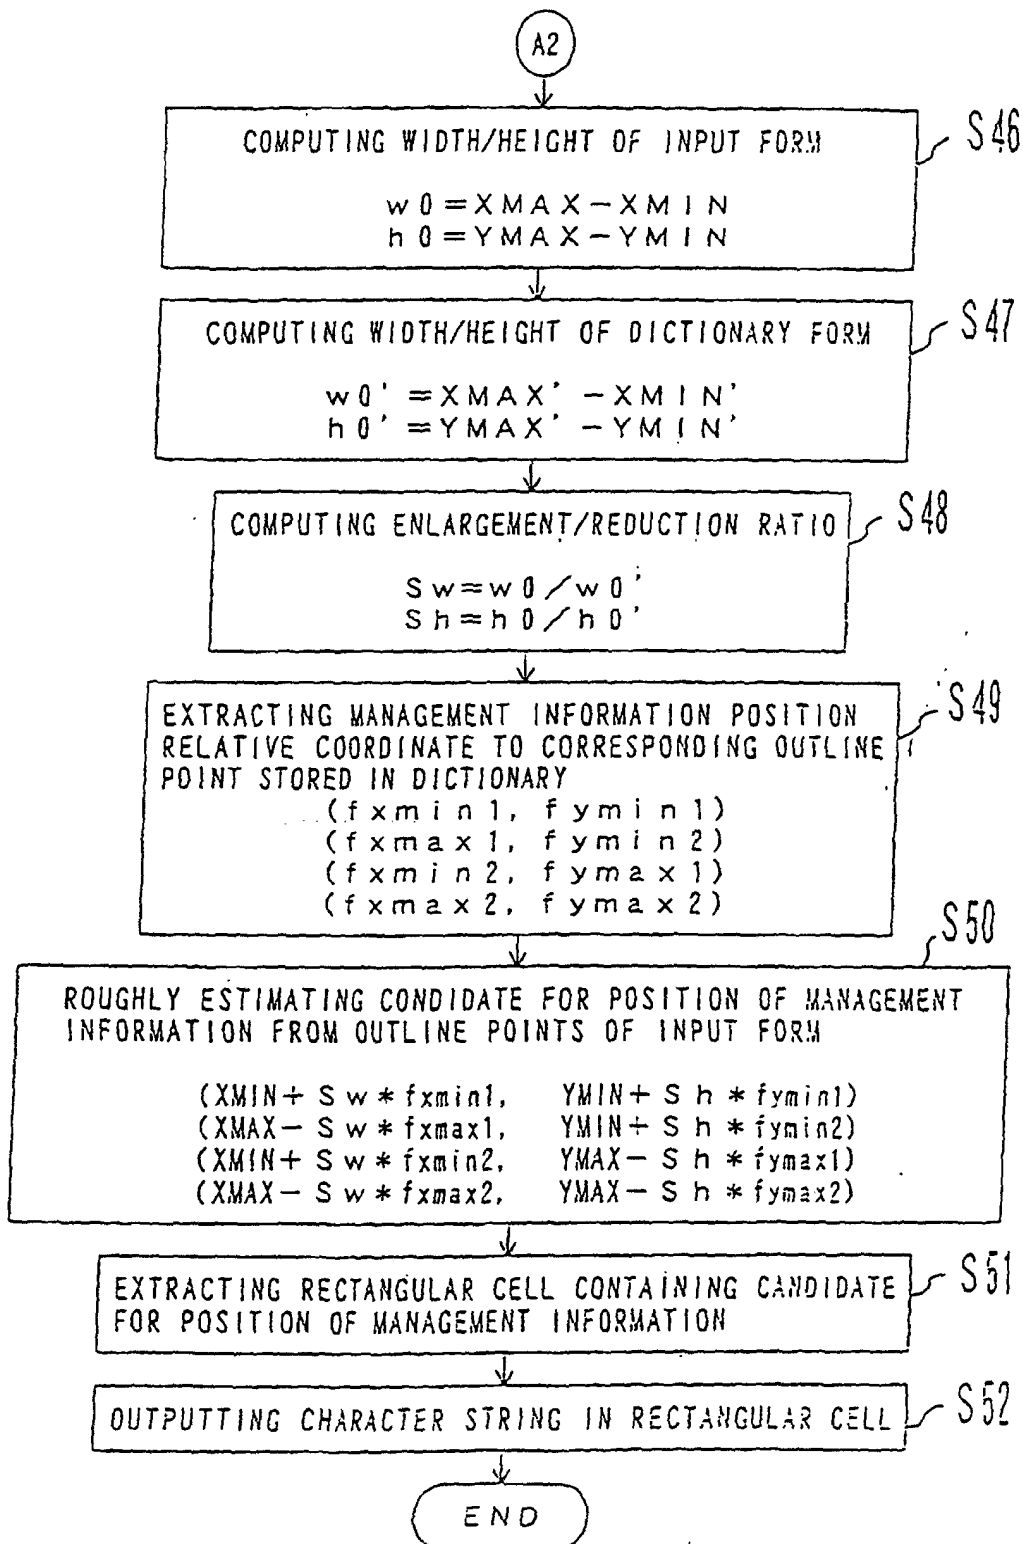 A2
COMPUTING WIDTH/HEIGHT OF INPUT FORM
S46
w0=XMAX-XMIN
h0=YMAX-YMIN
COMPUTING WIDTH/HEIGHT OF DICTIONARY FORM
S47
w0'=XMAX'-XMIN'
h0'=YMAX'-YMIN'
COMPUTING ENLARGEMENT/REDUCTION RATIO
S48
Sw=w0/w0'
Sh=h0/h0'
EXTRACTING MANAGEMENT INFORMATION POSITION
S49
RELATIVE COORDINATE TO CORRESPONDING OUTLINE
POINT STORED IN DICTIONARY
(fxmin1, fymin1)
(fxmax1, fymin2)
(fxmin2, fymax1)
(fxmax2, fymax2)
S50
ROUGHLY ESTIMATING CONDIDATE FOR POSITION OF MANAGEMENT
INFORMATION FROM OUTLINE POINTS OF INPUT FORM
(XMIN+Sw*fxmin1, YMIN+Sh*fymin1)
(XMAX-Sw*fxmax1, YMIN+Sh*fymin2)
(XMIN+Sw*fxmin2, YMAX-Sh*fymax1)
(XMAX-Sw*fxmax2, YMAX-Sh*fymax2)
EXTRACTING RECTANGULAR CELL CONTAINING CANDIDATE
S51
FOR POSITION OF MANAGEMENT INFORMATION
OUTPUTTING CHARACTER STRING IN RECTANGULAR CELL
S52
END